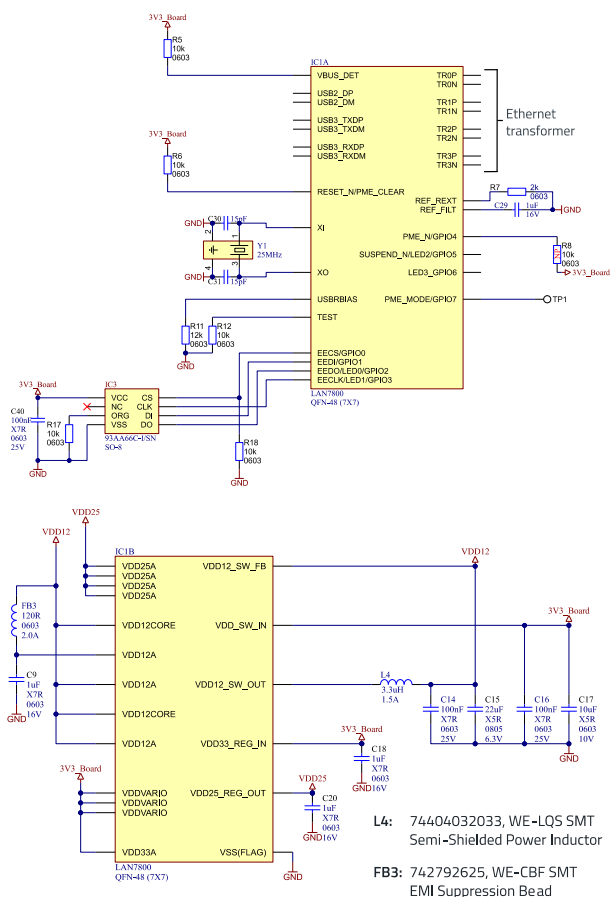 3V3_Board
R5
10k
0603
IC1A
VBUS_DET
USB2_DP
USB2_DM
USB3_TXDP
USB3_TXDM
USB3_RXDP
USB3_RXDM
RESET_N/PME_CLEAR
XI
XO
USBRBIAS
TEST
EECS/GPIO0
EEDI/GPIO1
EEDO/LED0/GPIO2
EECLK/LED1/GPIO3
TR0P
TR0N
TR1P
TR1N
TR2P
TR2N
TR3P
TR3N
REF_REXT
REF_FILT
PME_N/GPIO4
SUSPEND_N/LED2/GPIO5
LED3_GPIO6
PME_MODE/GPIO7
LAN7800
QFN-48 (7X7)
Ethernet
transformer
3V3_Board
R6
10k
0603
R7
2k
0603
C29
1uF
16V
GND
R8
10k
0603
NP
3V3_Board
TP1
GND
C30
15pF
2
1
Y1
25MHz
4
3
GND
C31
15pF
R11
12k
0603
R12
10k
0603
GND
3V3_Board
IC3
VCC
NC
ORG
VSS
CS
CLK
DI
DO
93AA66C-I/SN
SO-8
C40
100nF
X7R
0603
25V
R17
10k
0603
GND
R18
10k
0603
GND
VDD12
VDD25
IC1B
VDD25A
VDD25A
VDD25A
VDD25A
VDD12CORE
VDD12A
VDD12A
VDD12CORE
VDD12A
VDDVARIO
VDDVARIO
VDDVARIO
VDD33A
VDD12_SW_FB
VDD_SW_IN
VDD12_SW_OUT
VDD33_REG_IN
VDD25_REG_OUT
VSS(FLAG)
LAN7800
QFN-48 (7X7)
FB3
120R
0603
2.0A
C9
1uF
X7R
0603
16V
GND
3V3_Board
VDD12
3V3_Board
L4
3.3uH
1.5A
C14
100nF
X7R
0603
25V
C15
22uF
X5R
0805
6.3V
C16
100nF
X7R
0603
25V
C17
10uF
X5R
0603
10V
GND
3V3_Board
C18
1uF
X7R
0603
16V
GND
VDD25
C20
1uF
X7R
0603
16V
GND
GND
L4: 74404032033, WE-LQS SMT
Semi-Shielded Power Inductor
FB3: 742792625, WE-CBF SMT
EMI Suppression Bead